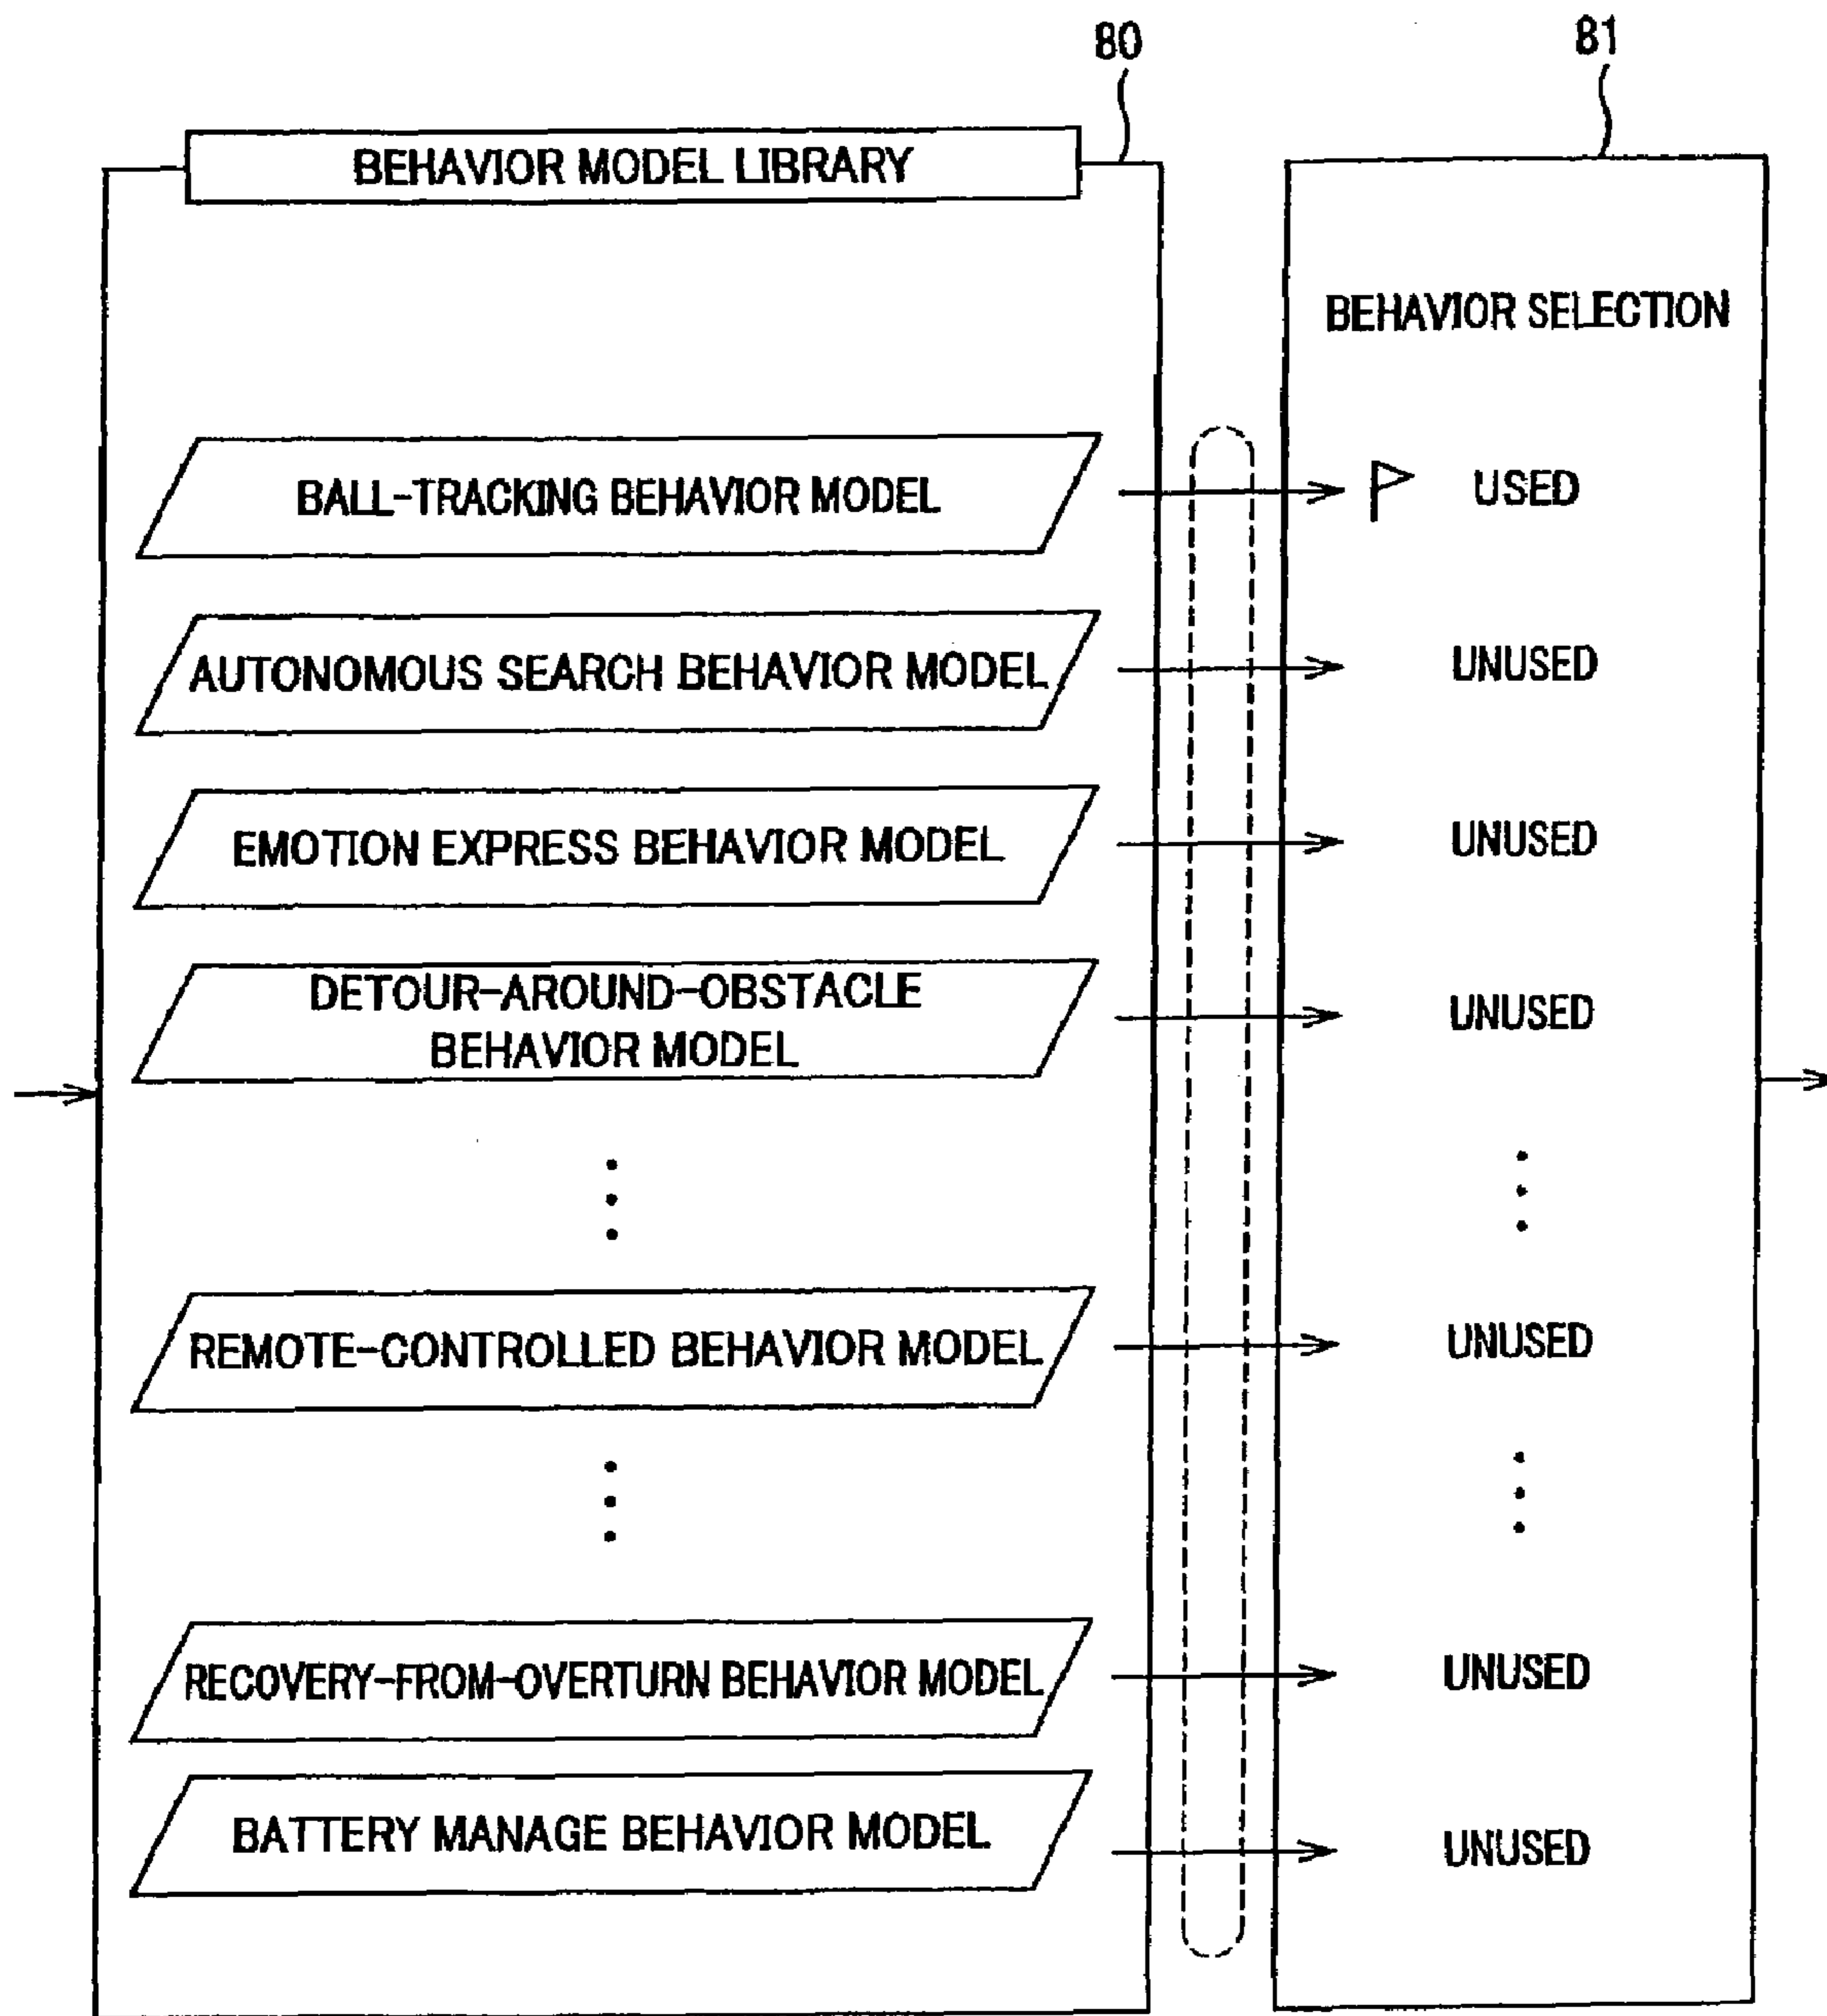 80
81
BEHAVIOR MODEL LIBRARY
BEHAVIOR SELECTION
BALL-TRACKING BEHAVIOR MODEL
USED
AUTONOMOUS SEARCH BEHAVIOR MODEL
UNUSED
EMOTION EXPRESS BEHAVIOR MODEL
UNUSED
DETOUR-AROUND-OBSTACLE
BEHAVIOR MODEL
UNUSED
REMOTE-CONTROLLED BEHAVIOR MODEL
UNUSED
RECOVERY-FROM-OVERTURN BEHAVIOR MODEL
UNUSED
BATTERY MANAGE BEHAVIOR MODEL
UNUSED